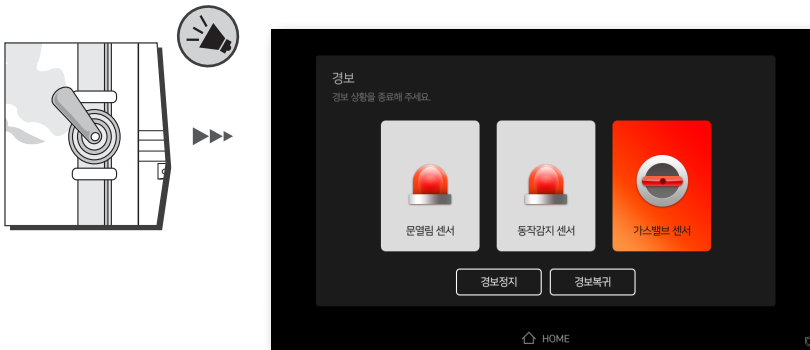 경보
경보 상황을 종료해 주세요.
문열림 센서
동작감지 센서
가스밸브 센서
경보정지
경보복귀
HOME